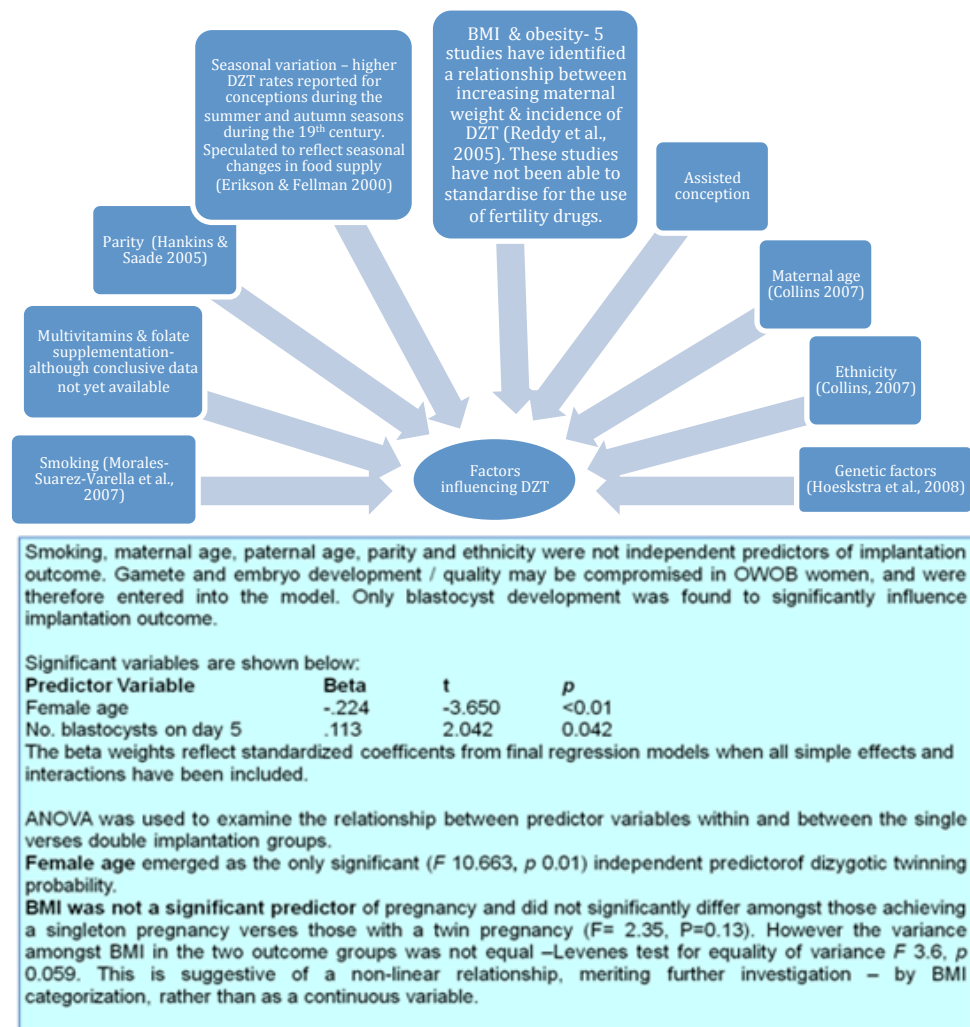 Seasonal variation – higher
DZT rates reported for
conceptions during the
summer and autumn seasons
during the 19th century.
Speculated to reflect seasonal
changes in food supply
(Erikson & Fellman 2000)
BMI & obesity- 5
studies have identified
a relationship between
increasing maternal
weight & incidence of
DZT (Reddy et al.,
2005). These studies
have not been able to
standardise for the use
of fertility drugs.
Assisted
conception
Parity (Hankins &
Saade 2005)
Maternal age
(Collins 2007)
Multivitamins & folate
supplementation-
although conclusive data
not yet available
Ethnicity
(Collins, 2007)
Smoking (Morales-
Suarez-Varella et al.,
2007)
Factors
influencing DZT
Genetic factors
(Hoeskstra et al., 2008)
Smoking, maternal age, paternal age, parity and ethnicity were not independent predictors of implantation
outcome. Gamete and embryo development / quality may be compromised in OWOB women, and were
therefore entered into the model. Only blastocyst development was found to significantly influence
implantation outcome.
Significant variables are shown below:
Predictor Variable Beta t p
Female age -.224 -3.650 <0.01
No. blastocysts on day 5 .113 2.042 0.042
The beta weights reflect standardized coefficents from final regression models when all simple effects and
interactions have been included.
ANOVA was used to examine the relationship between predictor variables within and between the single
verses double implantation groups.
Female age emerged as the only significant (F 10.663, p 0.01) independent predictorof dizygotic twinning
probability.
BMI was not a significant predictor of pregnancy and did not significantly differ amongst those achieving
a singleton pregnancy verses those with a twin pregnancy (F= 2.35, P=0.13). However the variance
amongst BMI in the two outcome groups was not equal –Levenes test for equality of variance F 3.6, p
0.059. This is suggestive of a non-linear relationship, meriting further investigation – by BMI
categorization, rather than as a continuous variable.